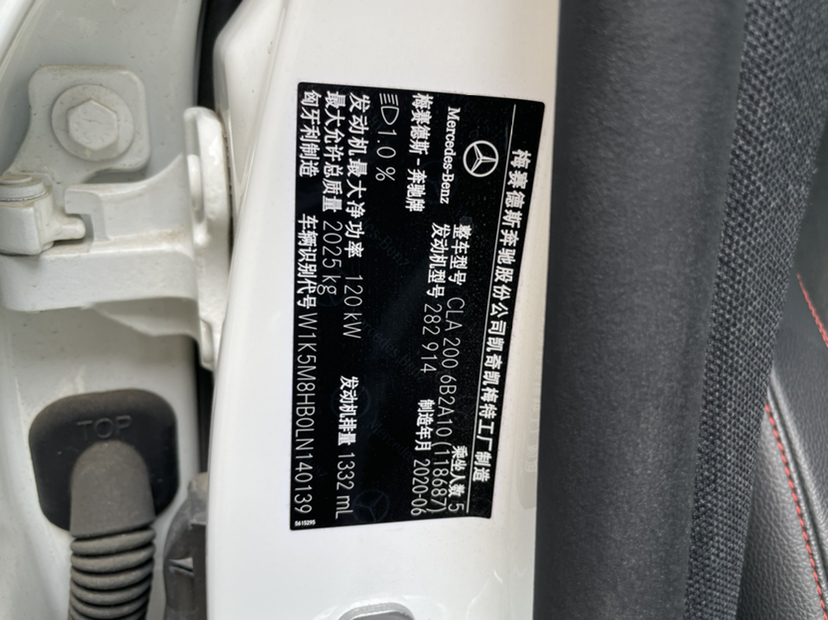 梅赛德斯奔驰股份公司凯奇凯梅特工厂制造
Mercedes-Benz
整车型号 CLA 200,6B2A10 (118687) 乘坐人数 5
梅赛德斯-奔驰牌
发动机型号 282 914 制造年月 2020-06
1.0 %
发动机最大净功率 120 kW 发动机排量 1332 mL
最大允许总质量 2025 kg
匈牙利制造 车辆识别代号 W1K5M8HB0LN140139
5615295
TOP